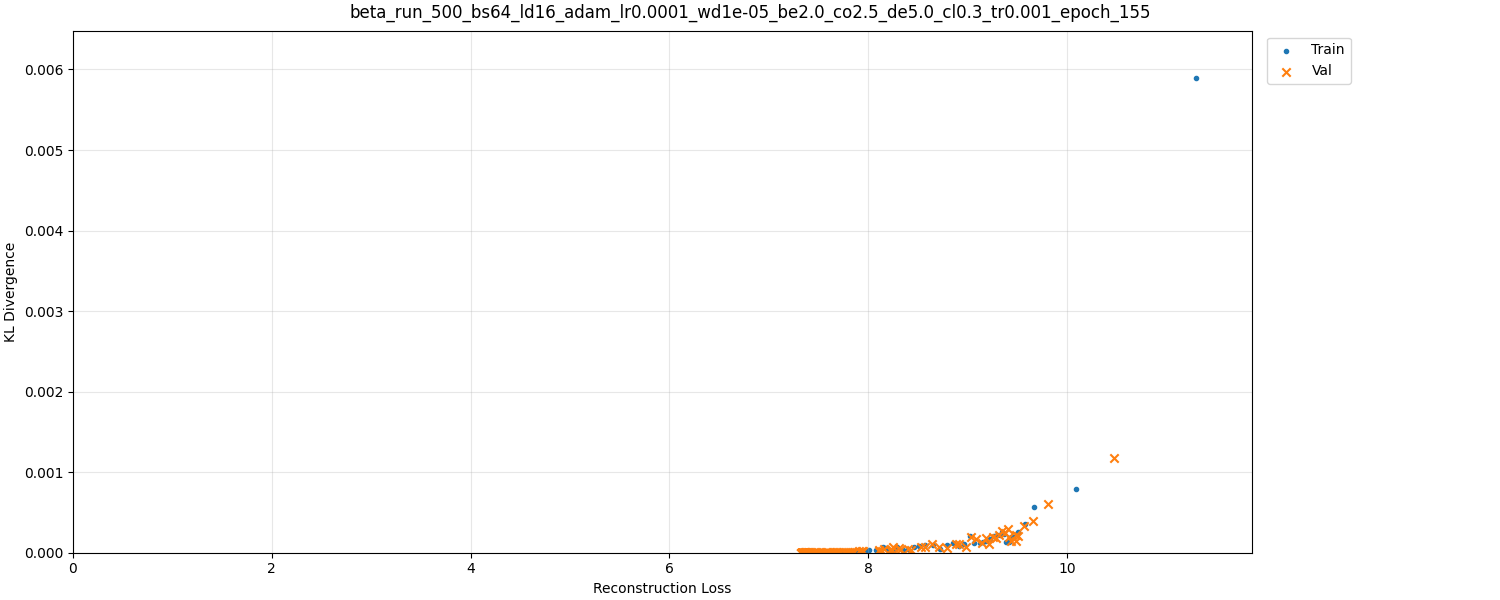 beta_run_500_bs64_ld16_adam_lr0.0001_wd1e-05_be2.0_co2.5_de5.0_cl0.3_tr0.001_epoch_155
Train
Val
KL Divergence
0.006
0.005
0.004
0.003
0.002
0.001
0.000
0
2
4
6
8
10
Reconstruction Loss